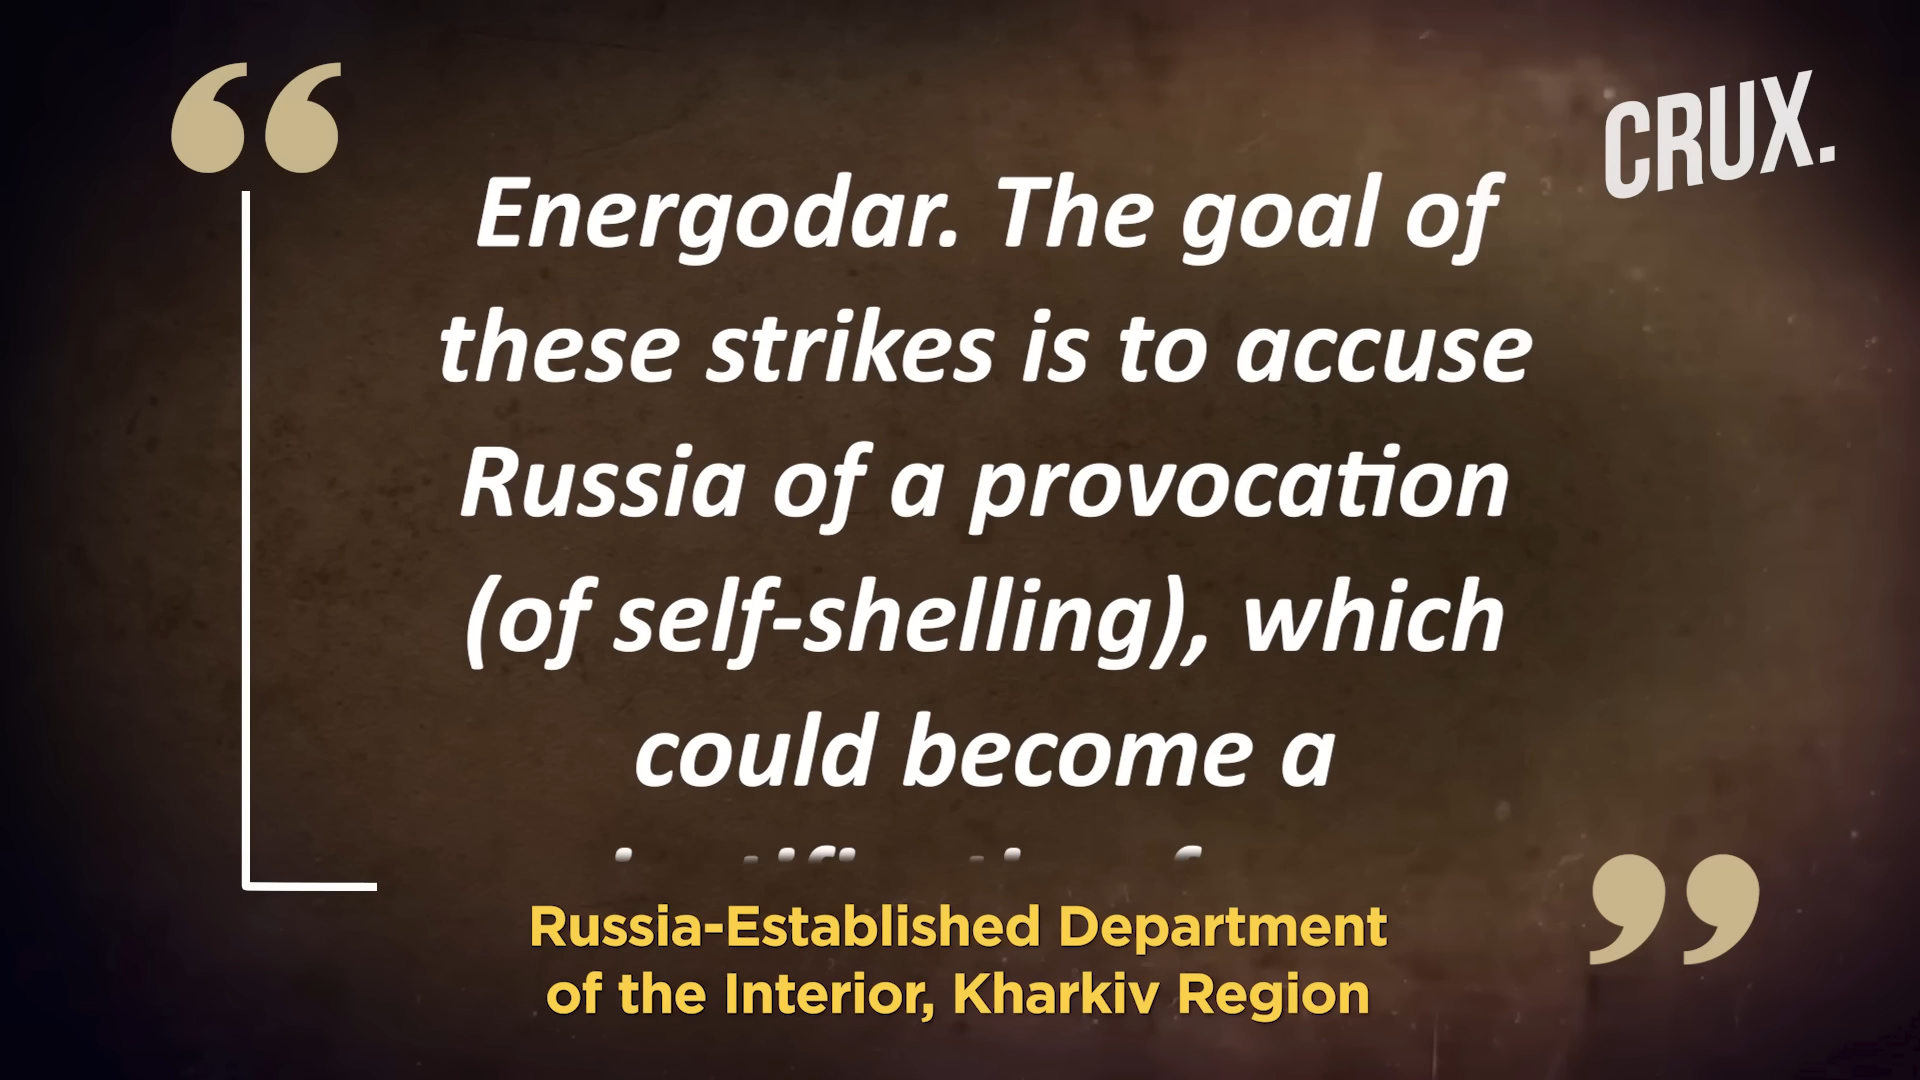 CRUX.
Energodar. The goal of
these strikes is to accuse
Russia of a provocation
(of self-shelling), which
could become a
Russia-Established Department
of the Interior, Kharkiv Region